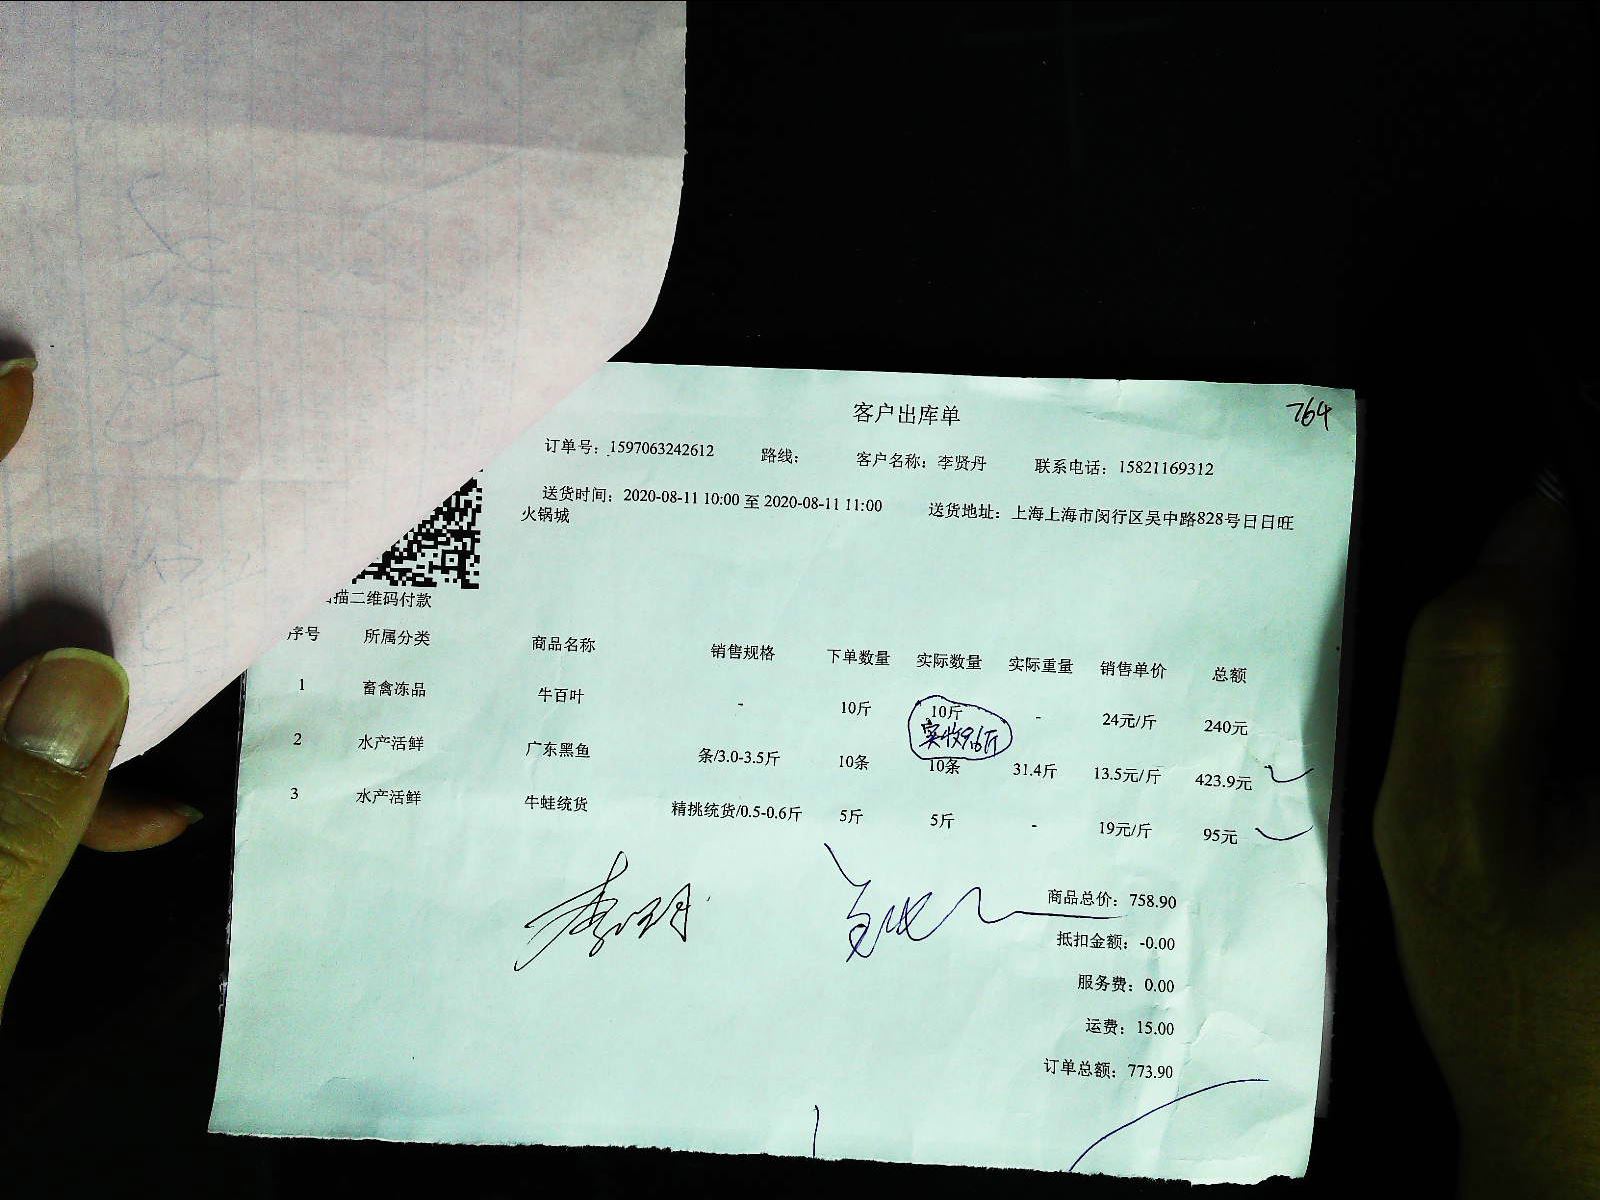 客户出库单
764
订单号：1597063242612 路线： 客户名称：李贤丹 联系电话：15821169312
送货时间：2020-08-11 10:00 至 2020-08-11 11:00 送货地址：上海上海市闵行区吴中路828号日日旺
火锅城
描二维码付款
序号 所属分类 商品名称 销售规格 下单数量 实际数量 实际重量 销售单价 总额
1 畜禽冻品 牛百叶 - 10斤 10斤 - 24元/斤 240元
实收9.6斤
2 水产活鲜 广东黑鱼 条/3.0-3.5斤 10条 10条 31.4斤 13.5元/斤 423.9元
3 水产活鲜 牛蛙统货 精挑统货/0.5-0.6斤 5斤 5斤 - 19元/斤 95元
商品总价：758.90
抵扣金额：-0.00
服务费：0.00
运费：15.00
订单总额：773.90